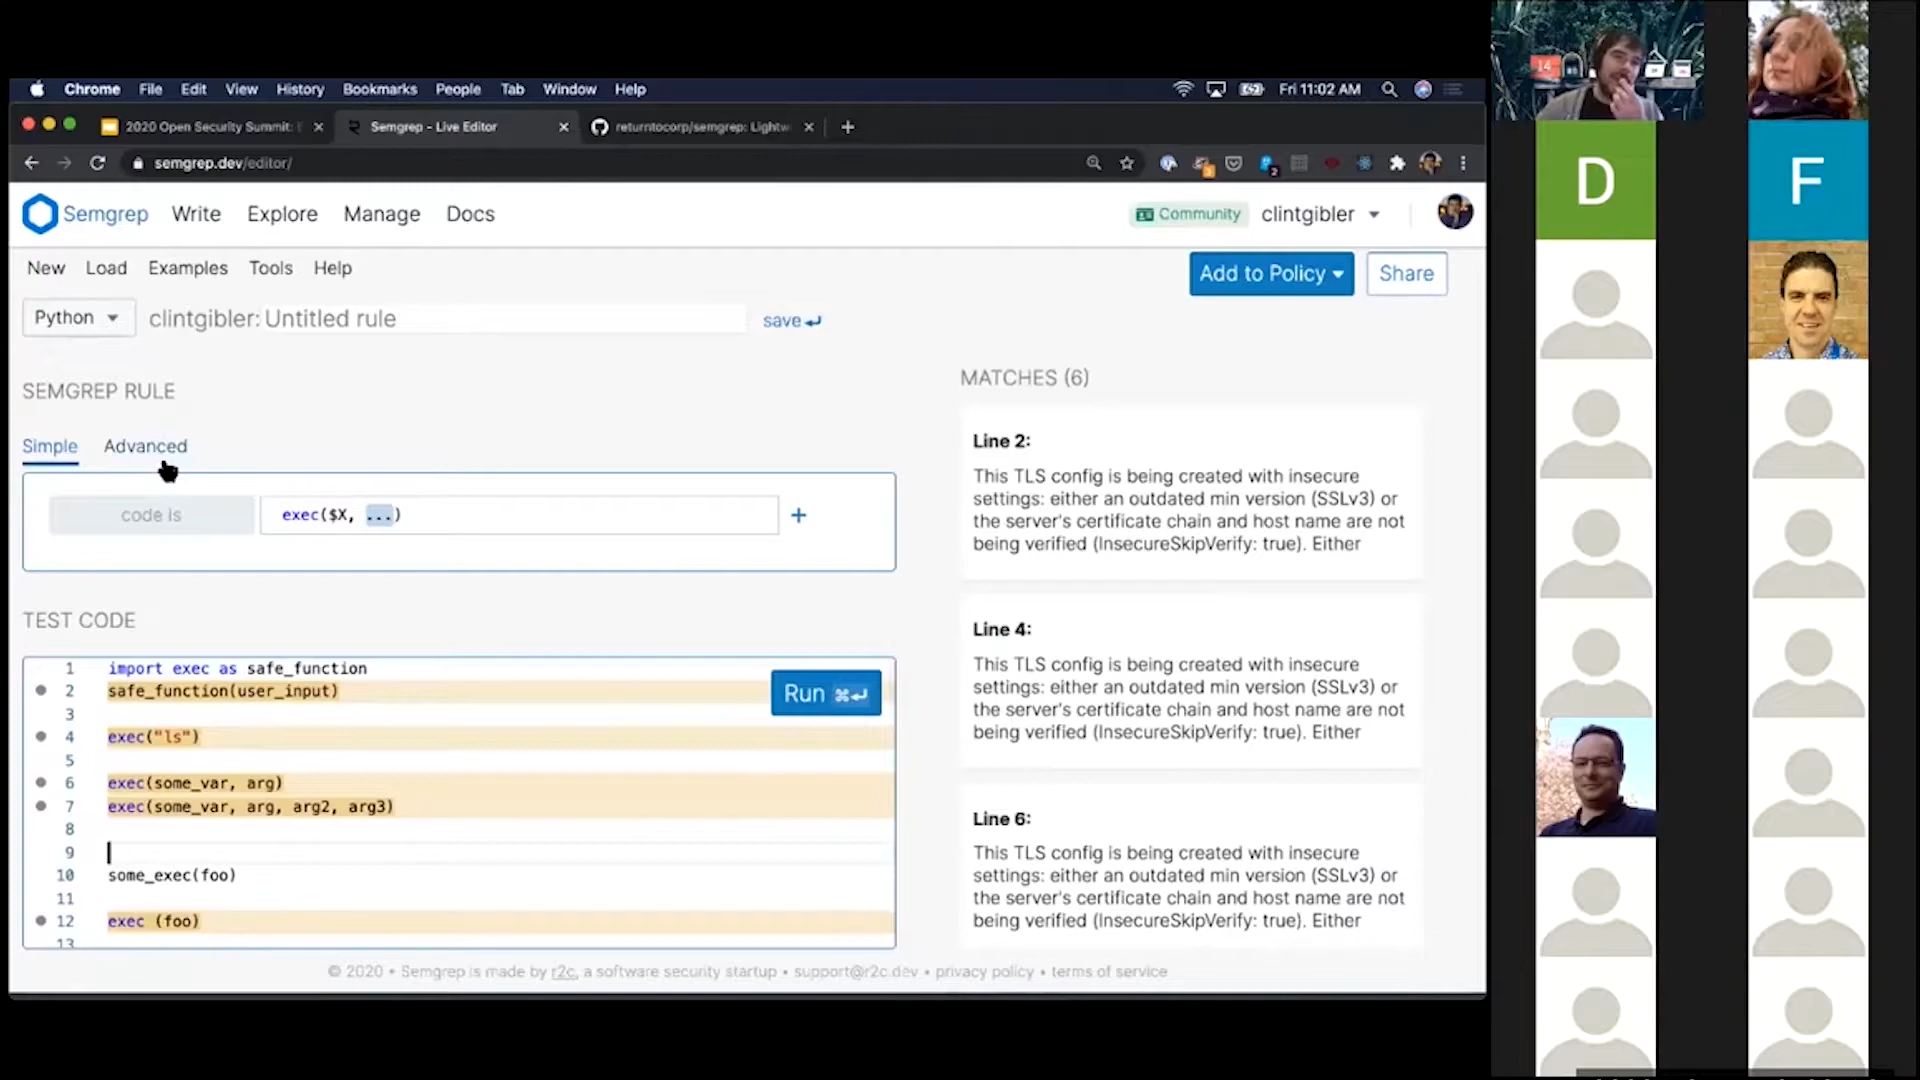 Chrome File Edit View History Bookmarks People Tab Window Help Fri 11:02 AM
2020 Open Security Summit: Semgrep - Live Editor returntocorp/semgrep: Lightw
semgrep.dev/editor/
Semgrep Write Explore Manage Docs Community clintgibler
New Load Examples Tools Help Add to Policy Share
Python clintgibler: Untitled rule save
SEMGREP RULE
Simple Advanced
code is exec($X, ...)
TEST CODE
1 import exec as safe_function
2 safe_function(user_input)
3
4 exec("ls")
5
6 exec(some_var, arg)
7 exec(some_var, arg, arg2, arg3)
8
9
10 some_exec(foo)
11
12 exec (foo)
13
Run ⌘↵
MATCHES (6)
Line 2:
This TLS config is being created with insecure
settings: either an outdated min version (SSLv3) or
the server's certificate chain and host name are not
being verified (InsecureSkipVerify: true). Either
Line 4:
This TLS config is being created with insecure
settings: either an outdated min version (SSLv3) or
the server's certificate chain and host name are not
being verified (InsecureSkipVerify: true). Either
Line 6:
This TLS config is being created with insecure
settings: either an outdated min version (SSLv3) or
the server's certificate chain and host name are not
being verified (InsecureSkipVerify: true). Either
© 2020 • Semgrep is made by r2c, a software security startup • support@r2c.dev • privacy policy • terms of service
14
D
F